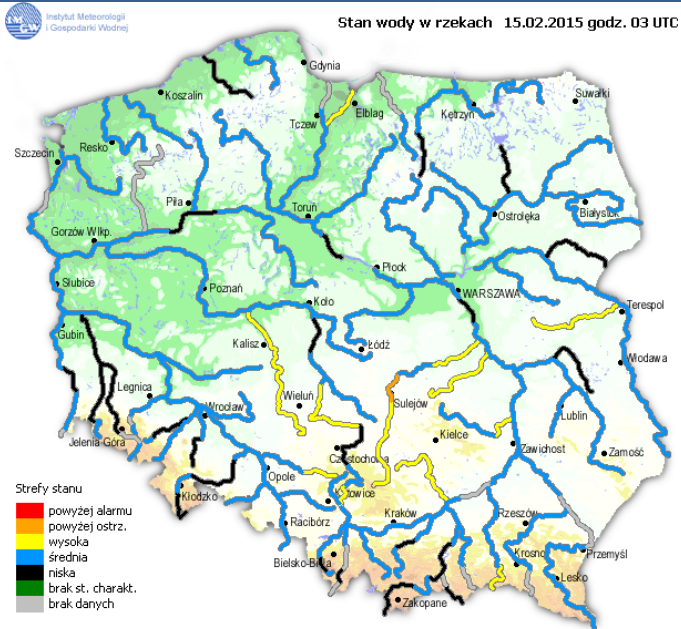 Instytut Meteorologii
i Gospodarki Wodnej
Stan wody w rzekach 15.02.2015 godz. 03 UTC
Gdynia
Koszalin
Suwałki
Elbląg
Kętrzyn
Tczew
Resko
Szczecin
Piła
Toruń
Ostrołęka
Białystok
Gorzów Wlkp.
Płock
Słubice
Poznań
WARSZAWA
Koło
Terespol
Gubin
Kalisz
Łódź
Włodawa
Legnica
Wieluń
Sulejów
Wrocław
Lublin
Jelenia Góra
Kielce
Zawichost
Zamość
Częstochowa
Opole
Strefy stanu
Kłodzko
Katowice
powyżej alarmu
Racibórz
Kraków
Rzeszów
powyżej ostrz.
wysoka
Bielsko-Biała
Krosno
Przemyśl
średnia
Lesko
niska
Zakopane
brak st. charakt.
brak danych